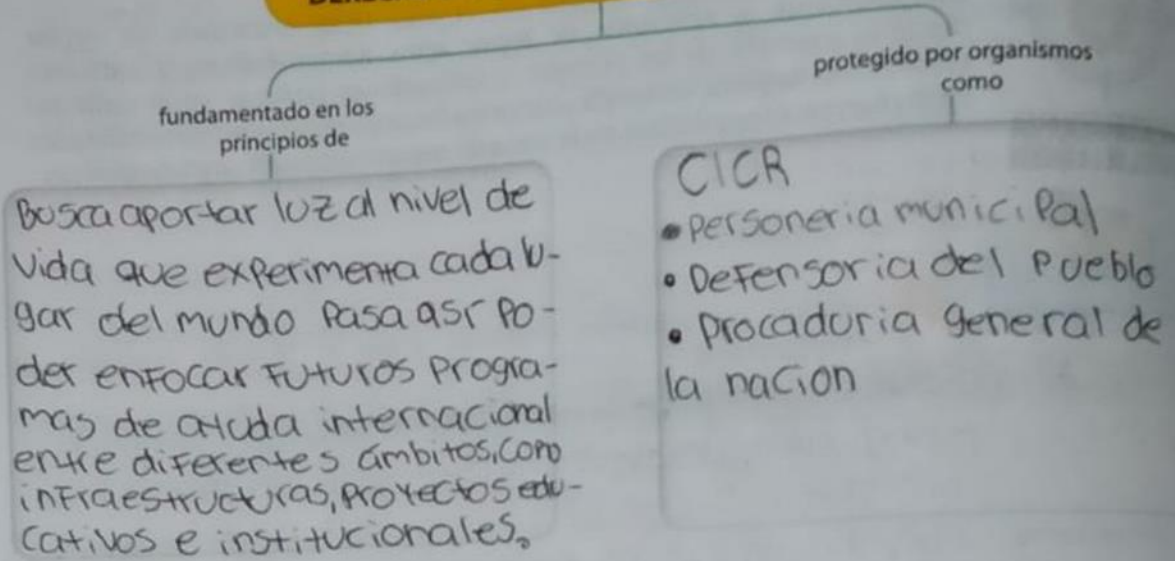 fundamentado en los
principios de
Busca aportar luz al nivel de
vida que experimenta cada lu-
gar del mundo Pasa asi Po-
der enfocar Futuros Progra-
mas de aluda internacional
entre diferentes ámbitos, como
infraestructuras, Proyectos edu-
cativos e institucionales.
protegido por organismos
como
CICR
• Personeria municipal
• Defensoria del Pueblo
• Procaduria general de
la nacion